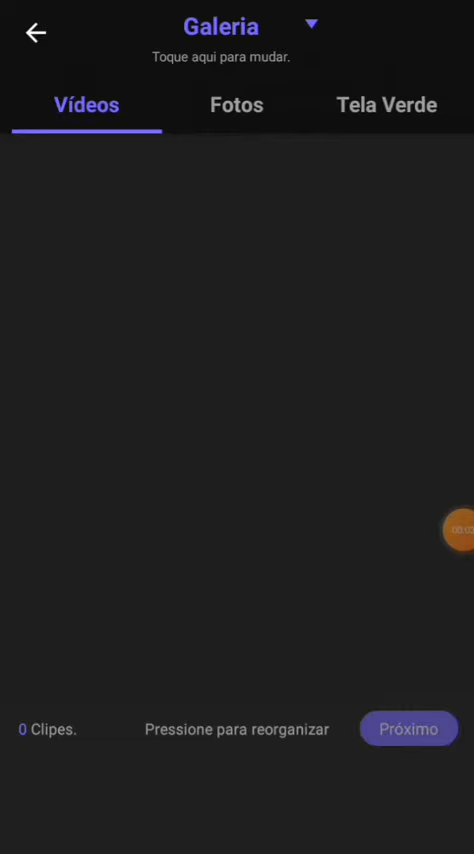 Galeria
Toque aqui para mudar.
Vídeos Fotos Tela Verde
0 Clipes. Pressione para reorganizar Próximo